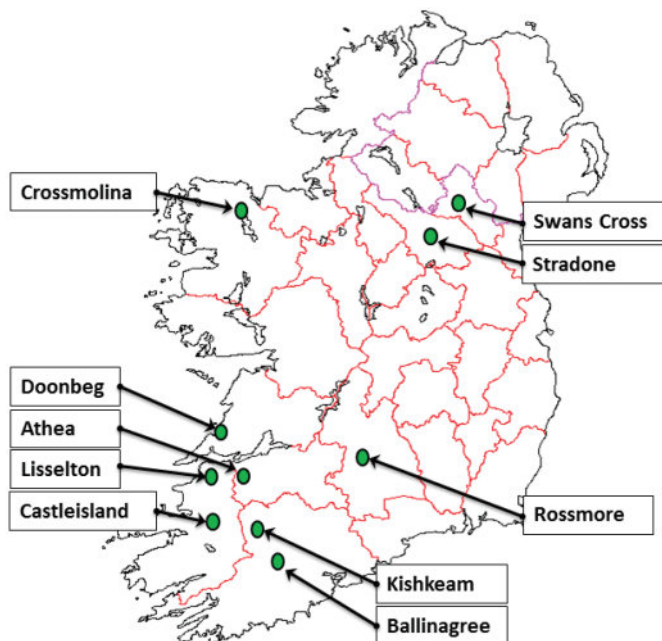 Crossmolina
Swans Cross
Stradone
Doonbeg
Athea
Lisselton
Castleisland
Rossmore
Kishkeam
Ballinagree